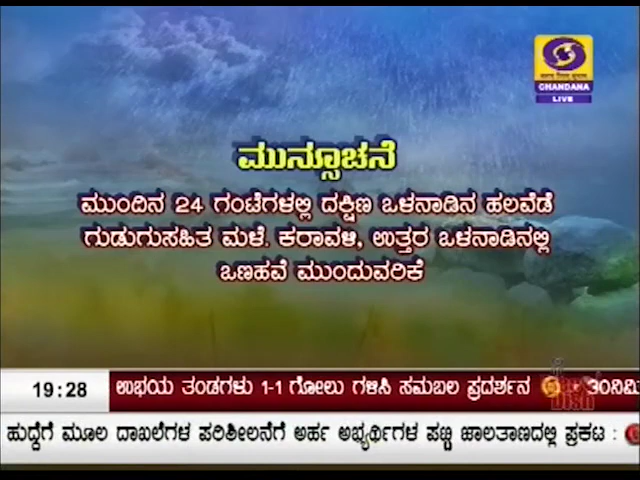 CHANDANA
LIVE
ಮುನ್ಸೂಚನೆ
ಮುಂದಿನ 24 ಗಂಟೆಗಳಲ್ಲಿ ದಕ್ಷಿಣ ಒಳನಾಡಿನ ಹಲವೆಡೆ
ಗುಡುಗುಸಹಿತ ಮಳೆ. ಕರಾವಳಿ, ಉತ್ತರ ಒಳನಾಡಿನಲ್ಲಿ
ಒಣಹವೆ ಮುಂದುವರಿಕೆ
19:28 ಉಭಯ ತಂಡಗಳು 1-1 ಗೋಲು ಗಳಿಸಿ ಸಮಬಲ ಪ್ರದರ್ಶನ
ಹುದ್ದೆಗೆ ಮೂಲ ದಾಖಲೆಗಳ ಪರಿಶೀಲನೆಗೆ ಅರ್ಹ ಅಭ್ಯರ್ಥಿಗಳ ಪಟ್ಟಿ ಜಾಲತಾಣದಲ್ಲಿ ಪ್ರಕಟ :